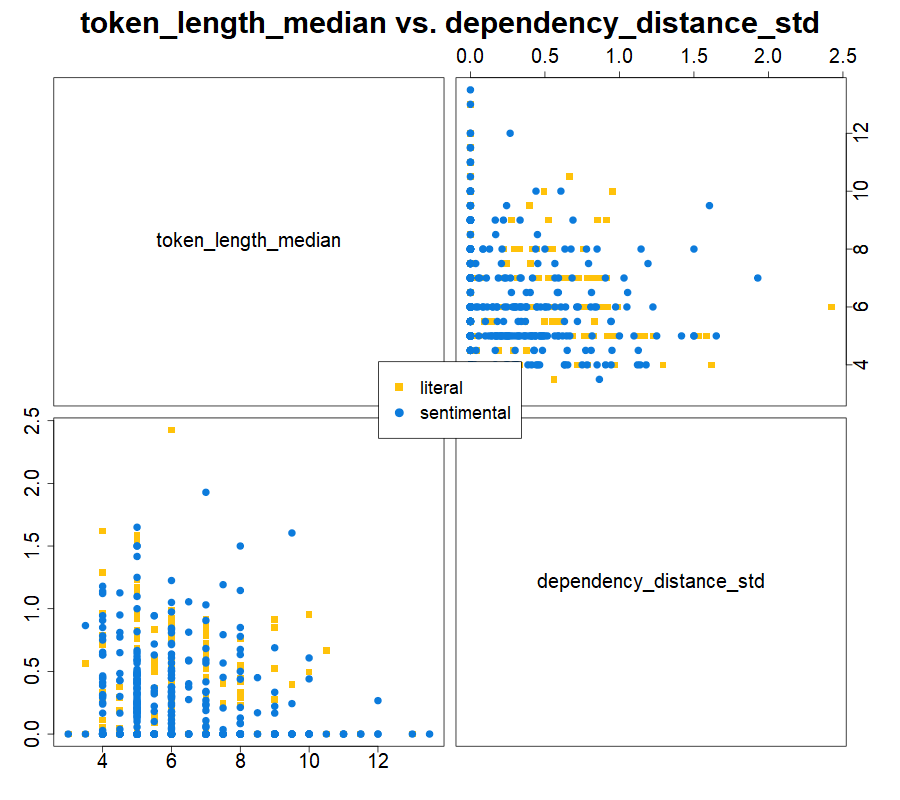 token_length_median vs. dependency_distance_std
0.0 0.5 1.0 1.5 2.0 2.5
token_length_median
4 6 8 10 12
literal
sentimental
0.0 0.5 1.0 1.5 2.0 2.5
dependency_distance_std
4 6 8 10 12